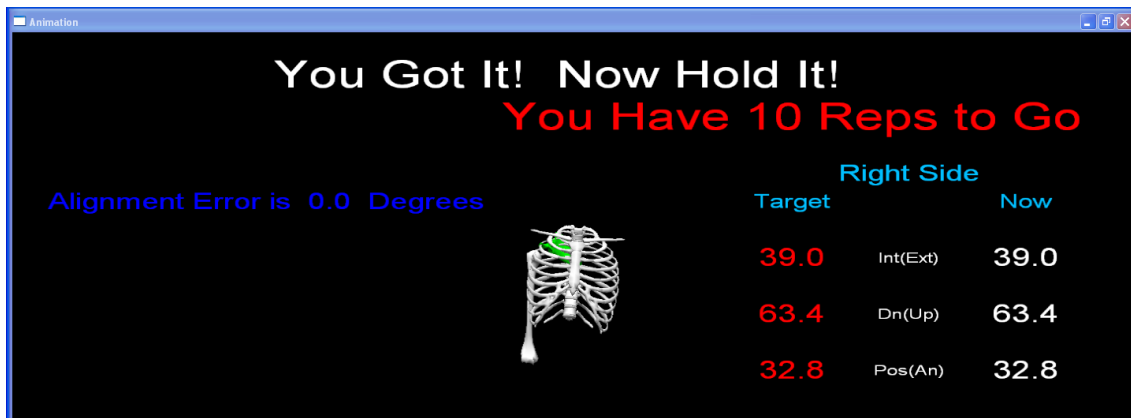 Animation
You Got It!  Now Hold It!
You Have 10 Reps to Go
Right Side
Alignment Error is  0.0  Degrees
Target Now
39.0 Int(Ext) 39.0
63.4 Dn(Up) 63.4
32.8 Pos(An) 32.8